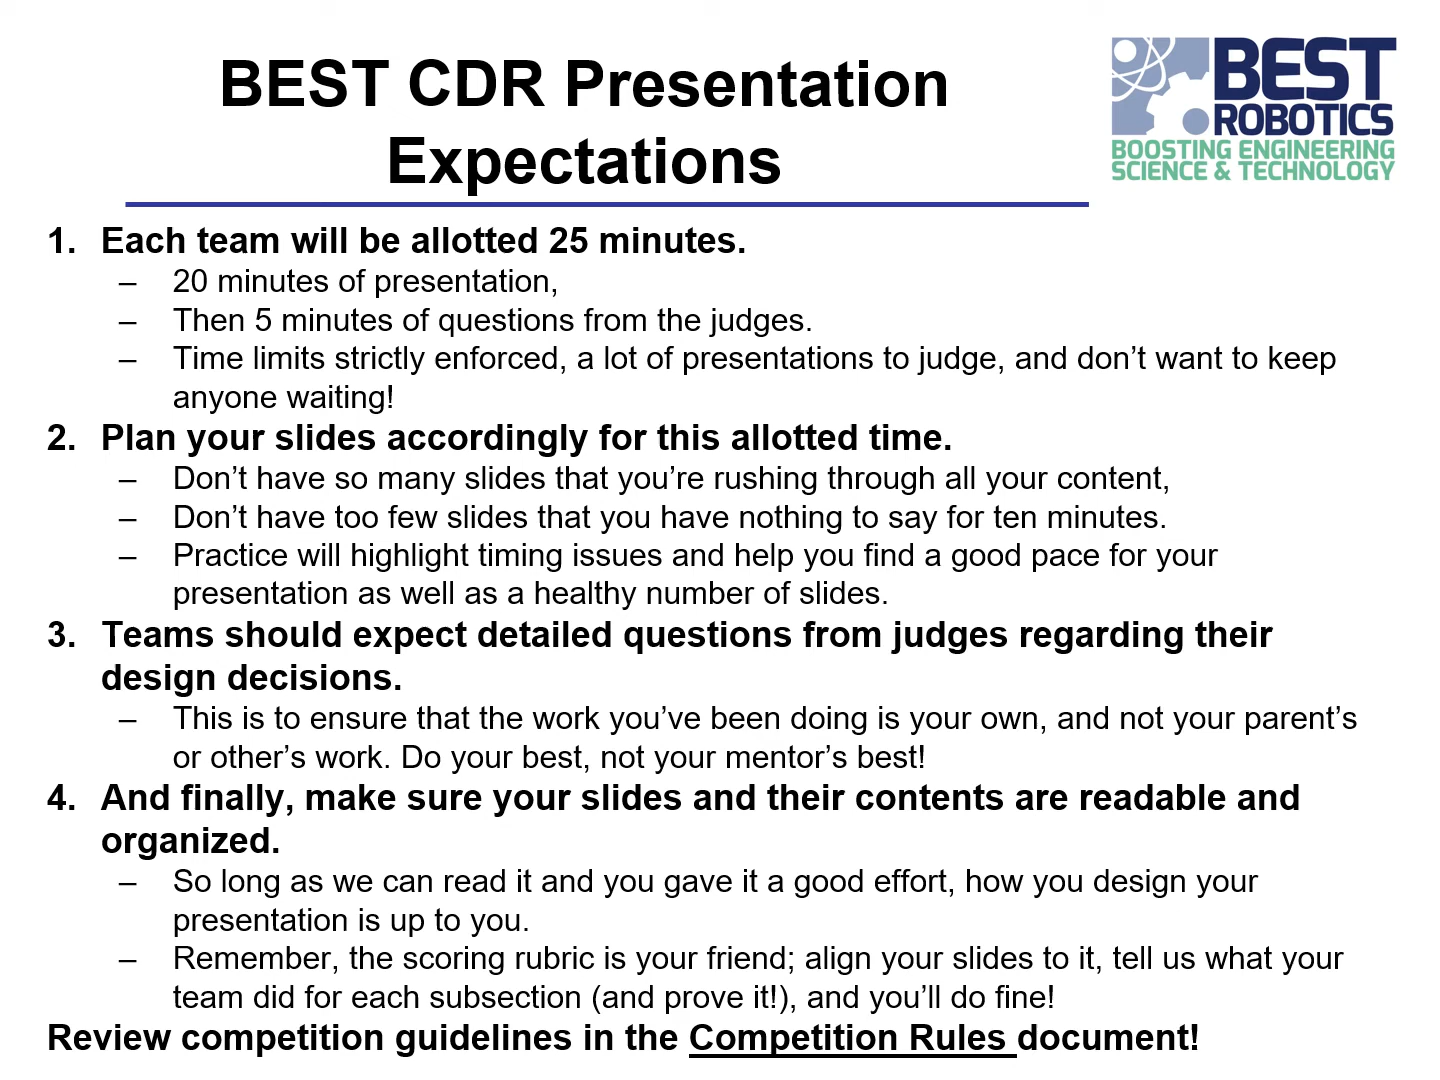 BEST CDR Presentation
Expectations
BEST
ROBOTICS
BOOSTING ENGINEERING
SCIENCE & TECHNOLOGY
1. Each team will be allotted 25 minutes.
– 20 minutes of presentation,
– Then 5 minutes of questions from the judges.
– Time limits strictly enforced, a lot of presentations to judge, and don’t want to keep
anyone waiting!
2. Plan your slides accordingly for this allotted time.
– Don’t have so many slides that you’re rushing through all your content,
– Don’t have too few slides that you have nothing to say for ten minutes.
– Practice will highlight timing issues and help you find a good pace for your
presentation as well as a healthy number of slides.
3. Teams should expect detailed questions from judges regarding their
design decisions.
– This is to ensure that the work you’ve been doing is your own, and not your parent’s
or other’s work. Do your best, not your mentor’s best!
4. And finally, make sure your slides and their contents are readable and
organized.
– So long as we can read it and you gave it a good effort, how you design your
presentation is up to you.
– Remember, the scoring rubric is your friend; align your slides to it, tell us what your
team did for each subsection (and prove it!), and you’ll do fine!
Review competition guidelines in the Competition Rules document!